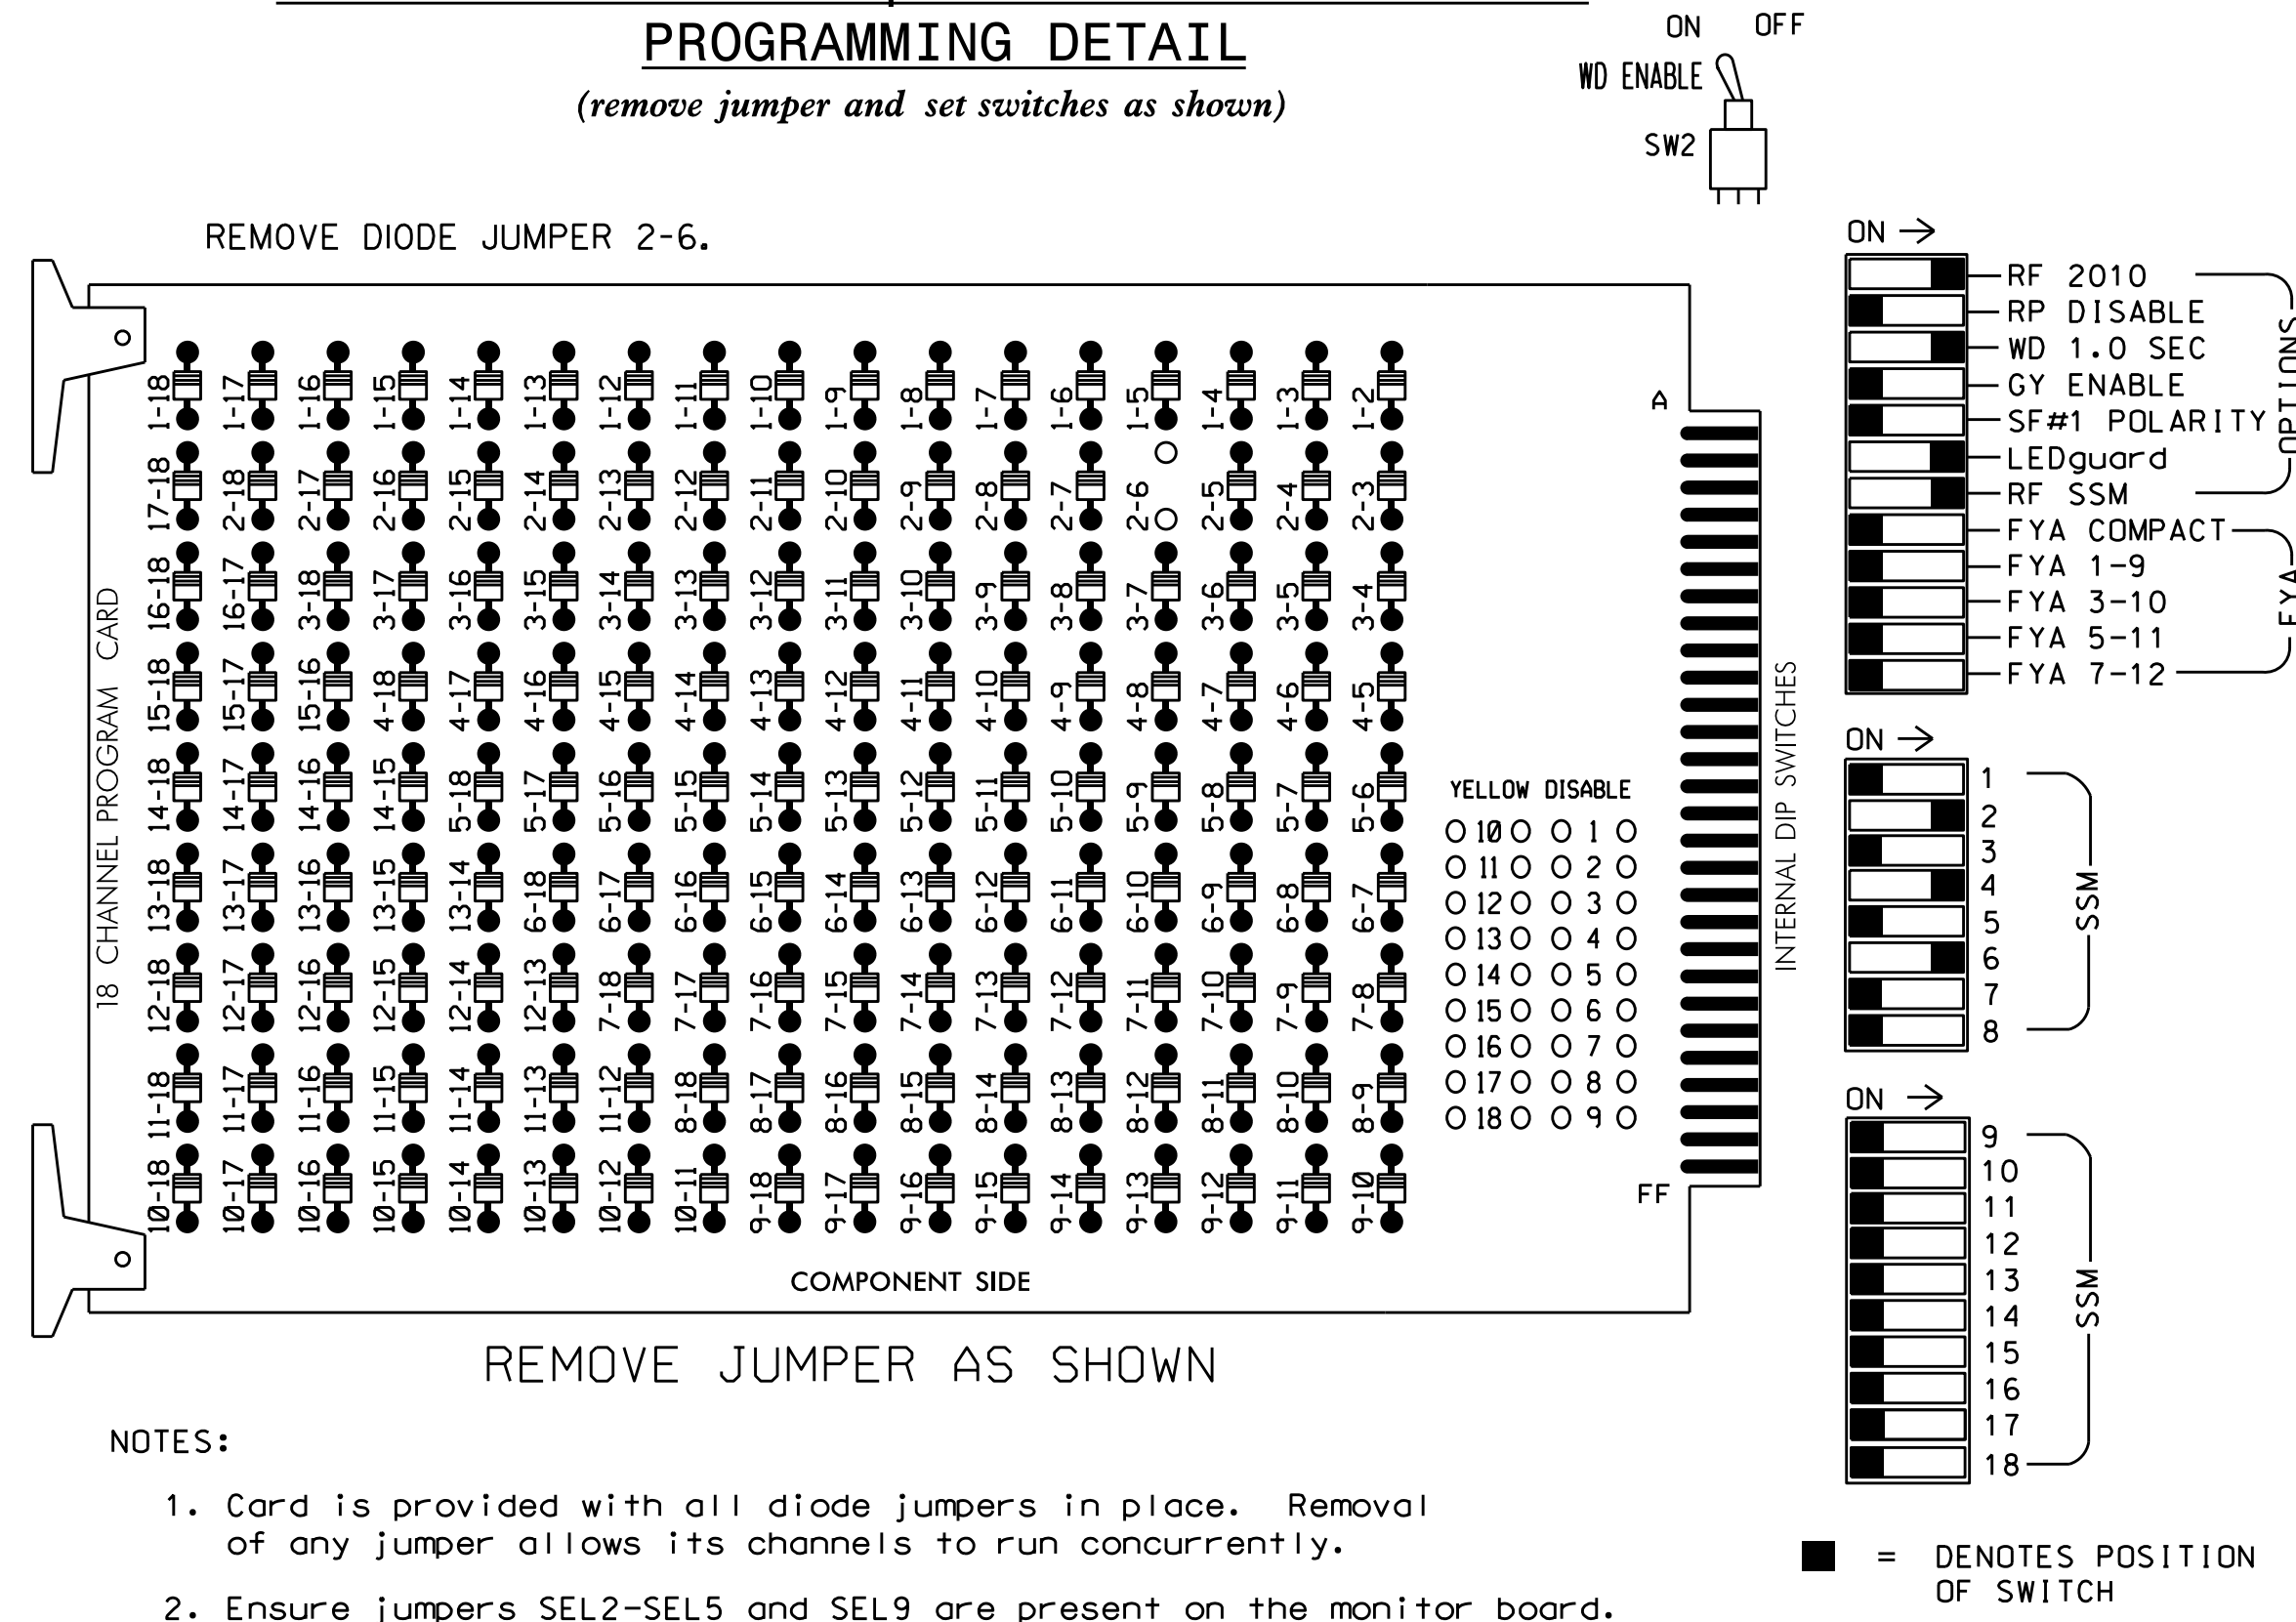 PROGRAMMING DETAIL
(remove jumper and set switches as shown)
ON OFF
WD ENABLE
SW2
REMOVE DIODE JUMPER 2-6.
1-18 1-17 1-16 1-15 1-14 1-13 1-12 1-11 1-10 1-9 1-8 1-7 1-6 1-5 1-4 1-3 1-2
17-18 2-18 2-17 2-16 2-15 2-14 2-13 2-12 2-11 2-10 2-9 2-8 2-7 2-6 2-5 2-4 2-3
16-18 16-17 3-18 3-17 3-16 3-15 3-14 3-13 3-12 3-11 3-10 3-9 3-8 3-7 3-6 3-5 3-4
15-18 15-17 15-16 4-18 4-17 4-16 4-15 4-14 4-13 4-12 4-11 4-10 4-9 4-8 4-7 4-6 4-5
14-18 14-17 14-16 14-15 5-18 5-17 5-16 5-15 5-14 5-13 5-12 5-11 5-10 5-9 5-8 5-7 5-6
13-18 13-17 13-16 13-15 13-14 6-18 6-17 6-16 6-15 6-14 6-13 6-12 6-11 6-10 6-9 6-8 6-7
12-18 12-17 12-16 12-15 12-14 12-13 7-18 7-17 7-16 7-15 7-14 7-13 7-12 7-11 7-10 7-9 7-8
11-18 11-17 11-16 11-15 11-14 11-13 11-12 8-18 8-17 8-16 8-15 8-14 8-13 8-12 8-11 8-10 8-9
10-18 10-17 10-16 10-15 10-14 10-13 10-12 10-11 9-18 9-17 9-16 9-15 9-14 9-13 9-12 9-11 9-10
18 CHANNEL PROGRAM CARD
A
YELLOW DISABLE
10 1
11 2
12 3
13 4
14 5
15 6
16 7
17 8
18 9
FF
COMPONENT SIDE
INTERNAL DIP SWITCHES
ON →
RF 2010
RP DISABLE
WD 1.0 SEC
GY ENABLE
SF#1 POLARITY
LEDguard
RF SSM
OPTIONS
FYA COMPACT
FYA 1-9
FYA 3-10
FYA 5-11
FYA 7-12
FYA
ON →
1
2
3
4
5
6
7
8
SSM
ON →
9
10
11
12
13
14
15
16
17
18
SSM
REMOVE JUMPER AS SHOWN
NOTES:
1. Card is provided with all diode jumpers in place. Removal
of any jumper allows its channels to run concurrently.
2. Ensure jumpers SEL2-SEL5 and SEL9 are present on the monitor board.
= DENOTES POSITION
OF SWITCH